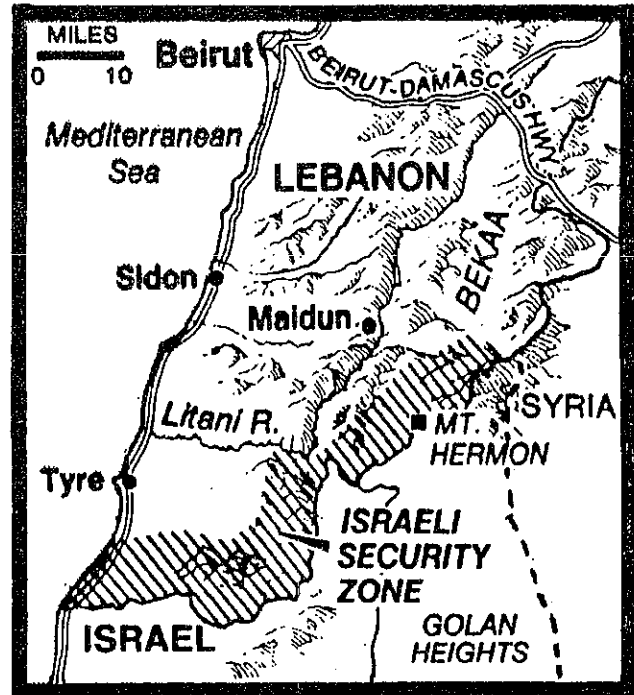 MILES
0 10
Beirut
BEIRUT-DAMASCUS HWY.
Mediterranean
Sea
LEBANON
BEKAA
Sidon
Maidun
Litani R.
SYRIA
MT.
HERMON
Tyre
ISRAELI
SECURITY
ZONE
ISRAEL
GOLAN
HEIGHTS